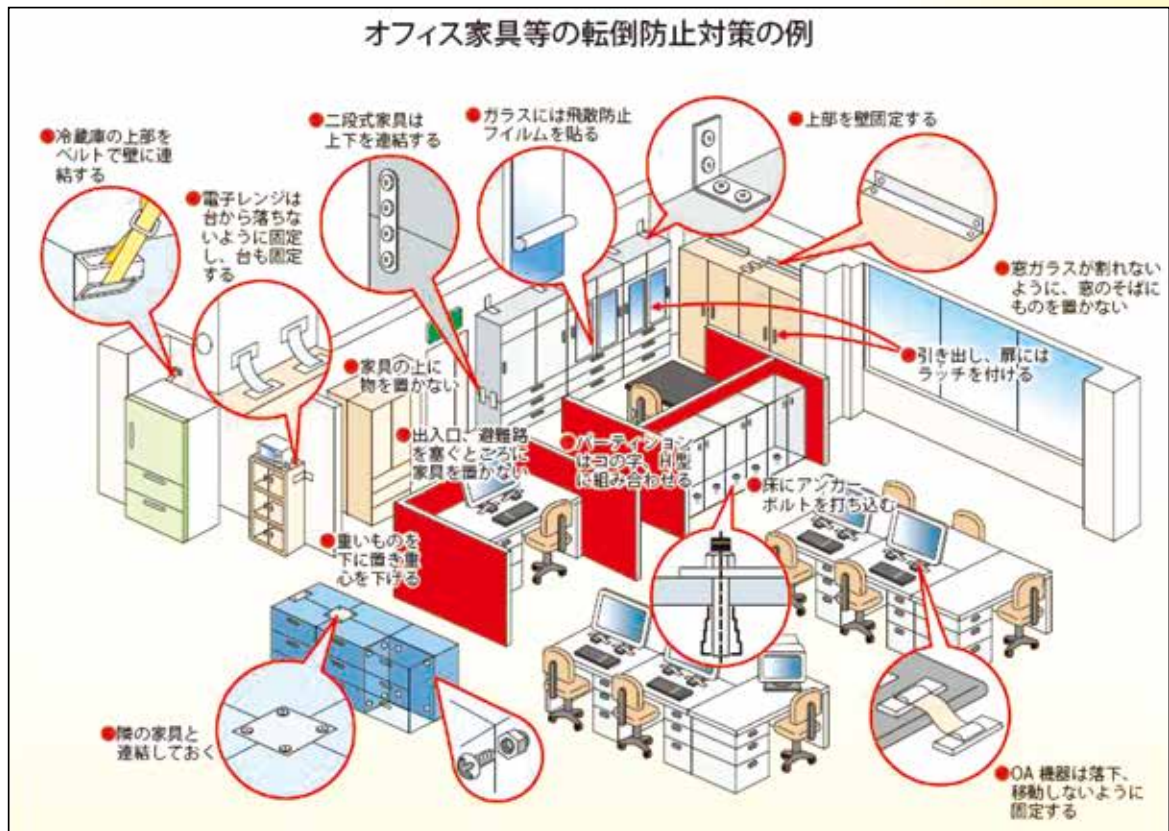 オフィス家具等の転倒防止対策の例
冷蔵庫の上部を
ベルトで壁に連
結する
電子レンジは
台から落ちな
いように固定
し、台も固定
する
二段式家具は
上下を連結する
ガラスには飛散防止
フイルムを貼る
上部を壁固定する
窓ガラスが割れない
ように、窓のそばに
ものを置かない
引き出し、扉には
ラッチを付ける
家具の上に
物を置かない
出入口、避難路
を塞ぐところに
家具を置かない
パーティション
はコの字、H型
に組み合わせる
床にアンカー
ボルトを打ち込む
重いものを
下に置き重
心を下げる
隣の家具と
連結しておく
OA 機器は落下、
移動しないように
固定する